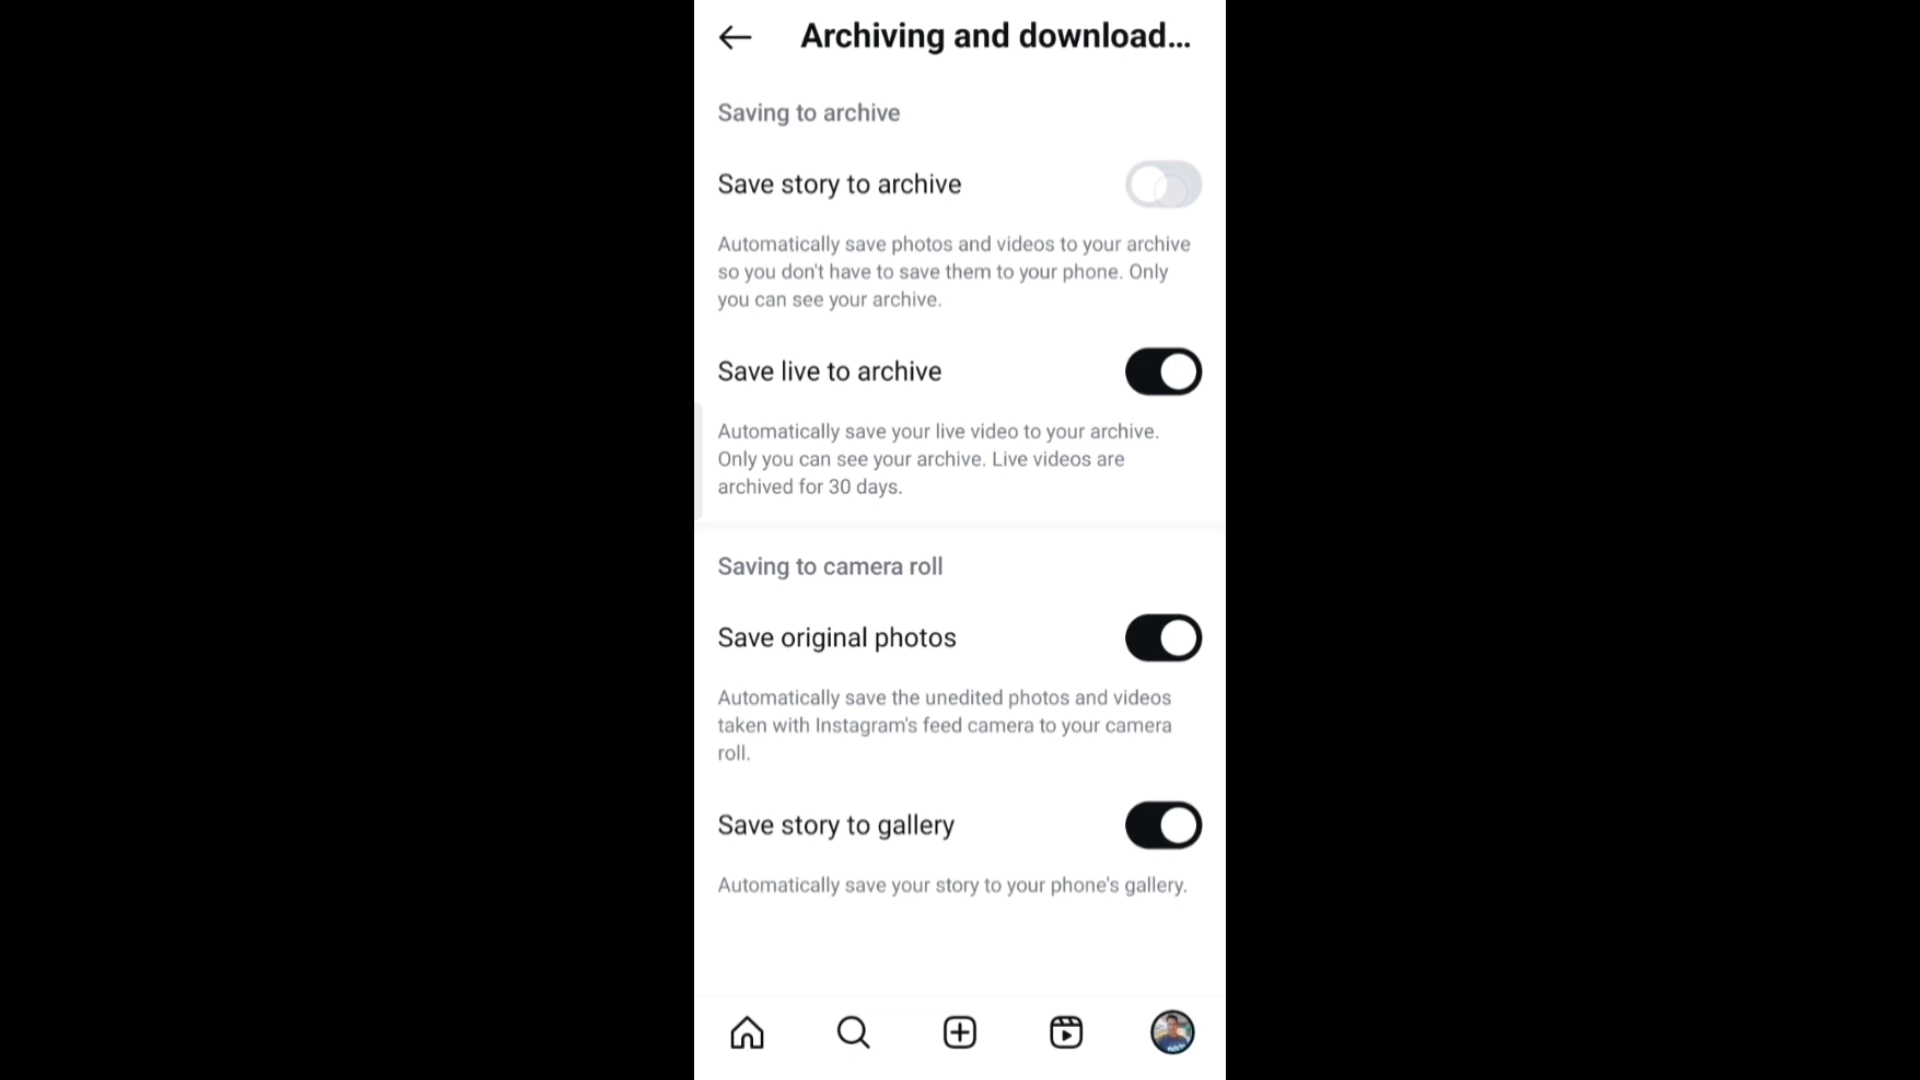 Archiving and download...
Saving to archive
Save story to archive
Automatically save photos and videos to your archive
so you don't have to save them to your phone. Only
you can see your archive.
Save live to archive
Automatically save your live video to your archive.
Only you can see your archive. Live videos are
archived for 30 days.
Saving to camera roll
Save original photos
Automatically save the unedited photos and videos
taken with Instagram's feed camera to your camera
roll.
Save story to gallery
Automatically save your story to your phone's gallery.